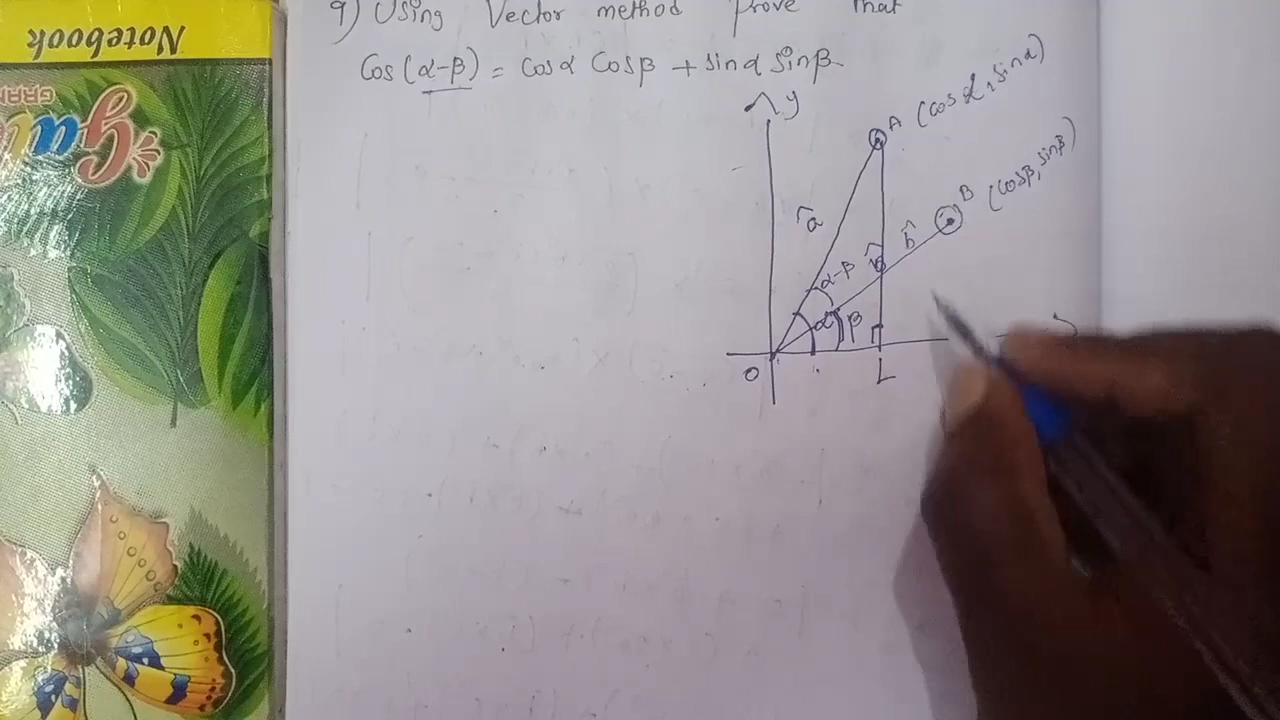 9) Using Vector method Prove that
Cos(α-β) = Cosα Cosβ + sinα sinβ
y
A (cosα, sinα)
B (cosβ, sinβ)
â
b̂
α-β
α
β
O
L
Notebook